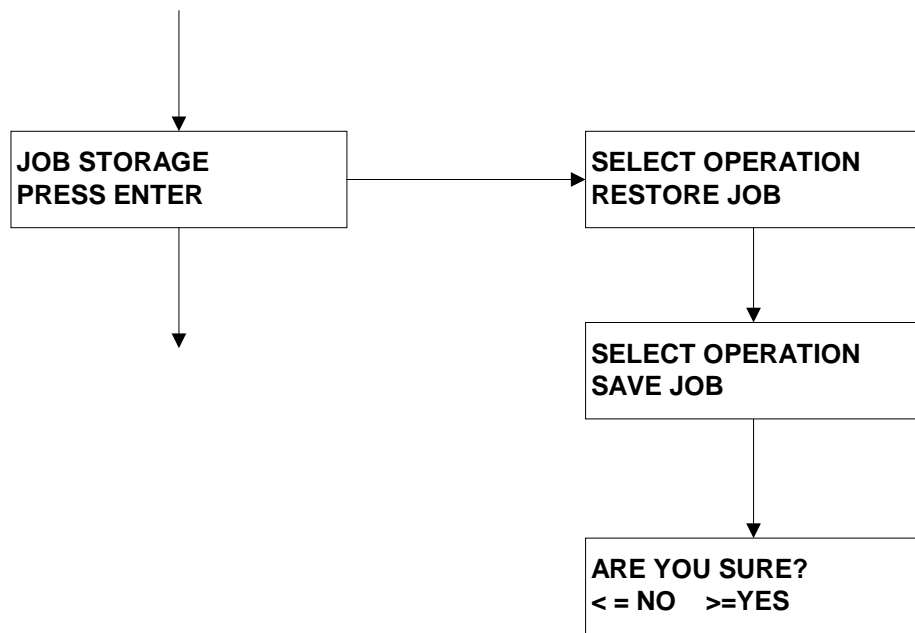 JOB STORAGE
PRESS ENTER
SELECT OPERATION
RESTORE JOB
SELECT OPERATION
SAVE JOB
ARE YOU SURE?
< = NO >=YES